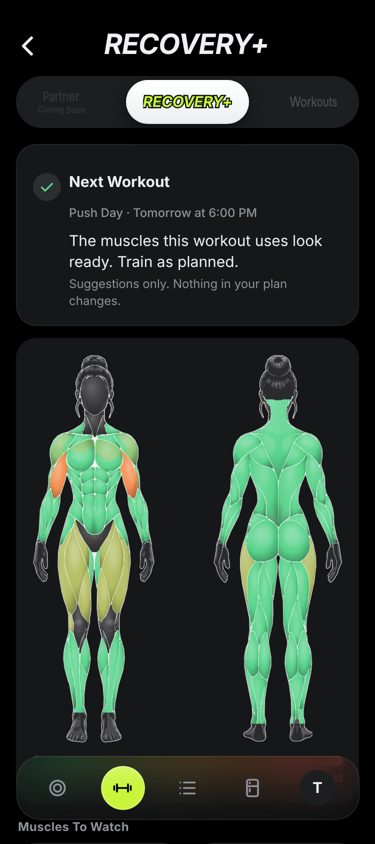 RECOVERY+
Partner
Coming Soon
RECOVERY+
Workouts
Next Workout
Push Day · Tomorrow at 6:00 PM
The muscles this workout uses look
ready. Train as planned.
Suggestions only. Nothing in your plan
changes.
T
Muscles To Watch